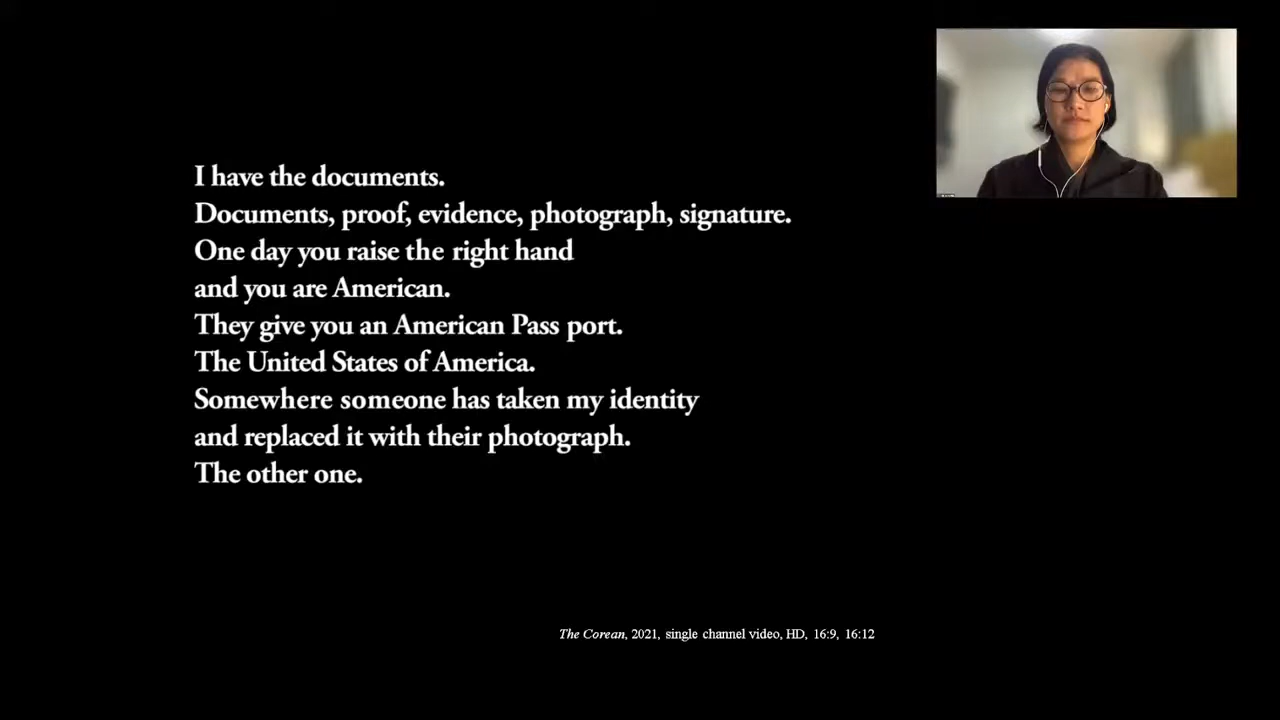 I have the documents.
Documents, proof, evidence, photograph, signature.
One day you raise the right hand
and you are American.
They give you an American Pass port.
The United States of America.
Somewhere someone has taken my identity
and replaced it with their photograph.
The other one.
The Corean, 2021, single channel video, HD, 16:9, 16:12